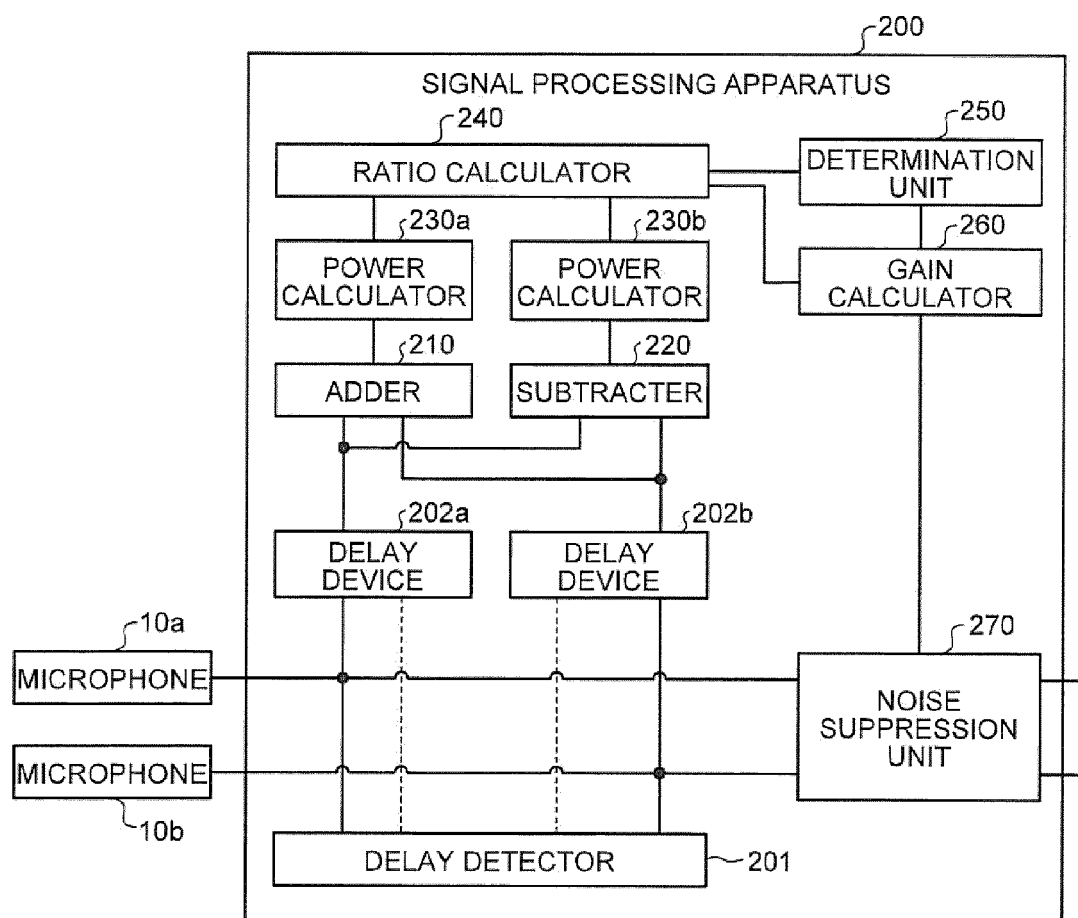 200
SIGNAL PROCESSING APPARATUS
240
RATIO CALCULATOR
250
DETERMINATION
UNIT
230a
POWER
CALCULATOR
230b
POWER
CALCULATOR
260
GAIN
CALCULATOR
210
ADDER
220
SUBTRACTER
202a
DELAY
DEVICE
202b
DELAY
DEVICE
10a
MICROPHONE
270
NOISE
SUPPRESSION
UNIT
MICROPHONE
10b
DELAY DETECTOR
201